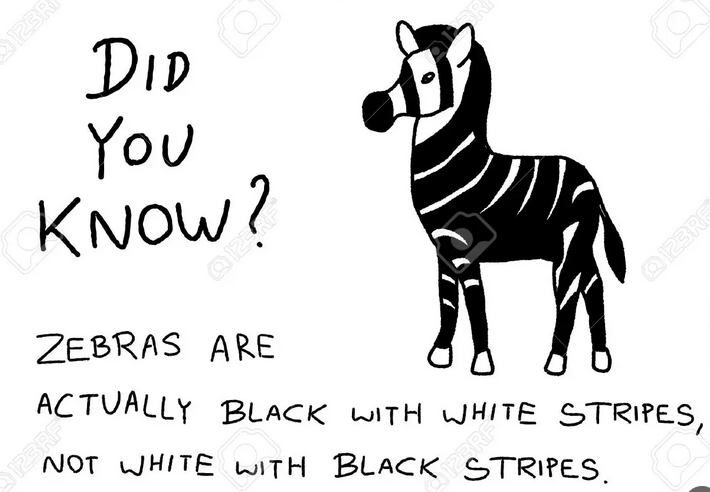 DID
YOU
KNOW?
ZEBRAS ARE
ACTUALLY BLACK WITH WHITE STRIPES,
NOT WHITE WITH BLACK STRIPES.
123RF